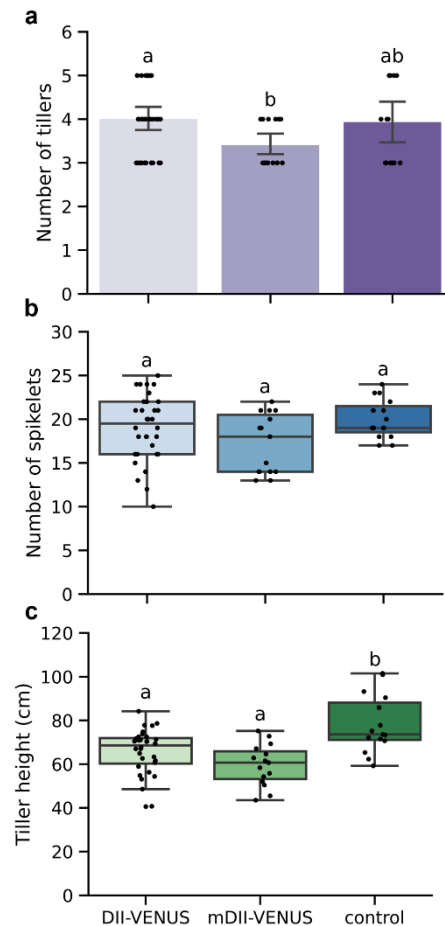 a
Number of tillers
6
5
4
3
2
1
0
a
b
ab
b
Number of spikelets
30
25
20
15
10
5
0
a
a
a
c
Tiller height (cm)
120
100
80
60
40
20
0
a
a
b
DII-VENUS mDII-VENUS control